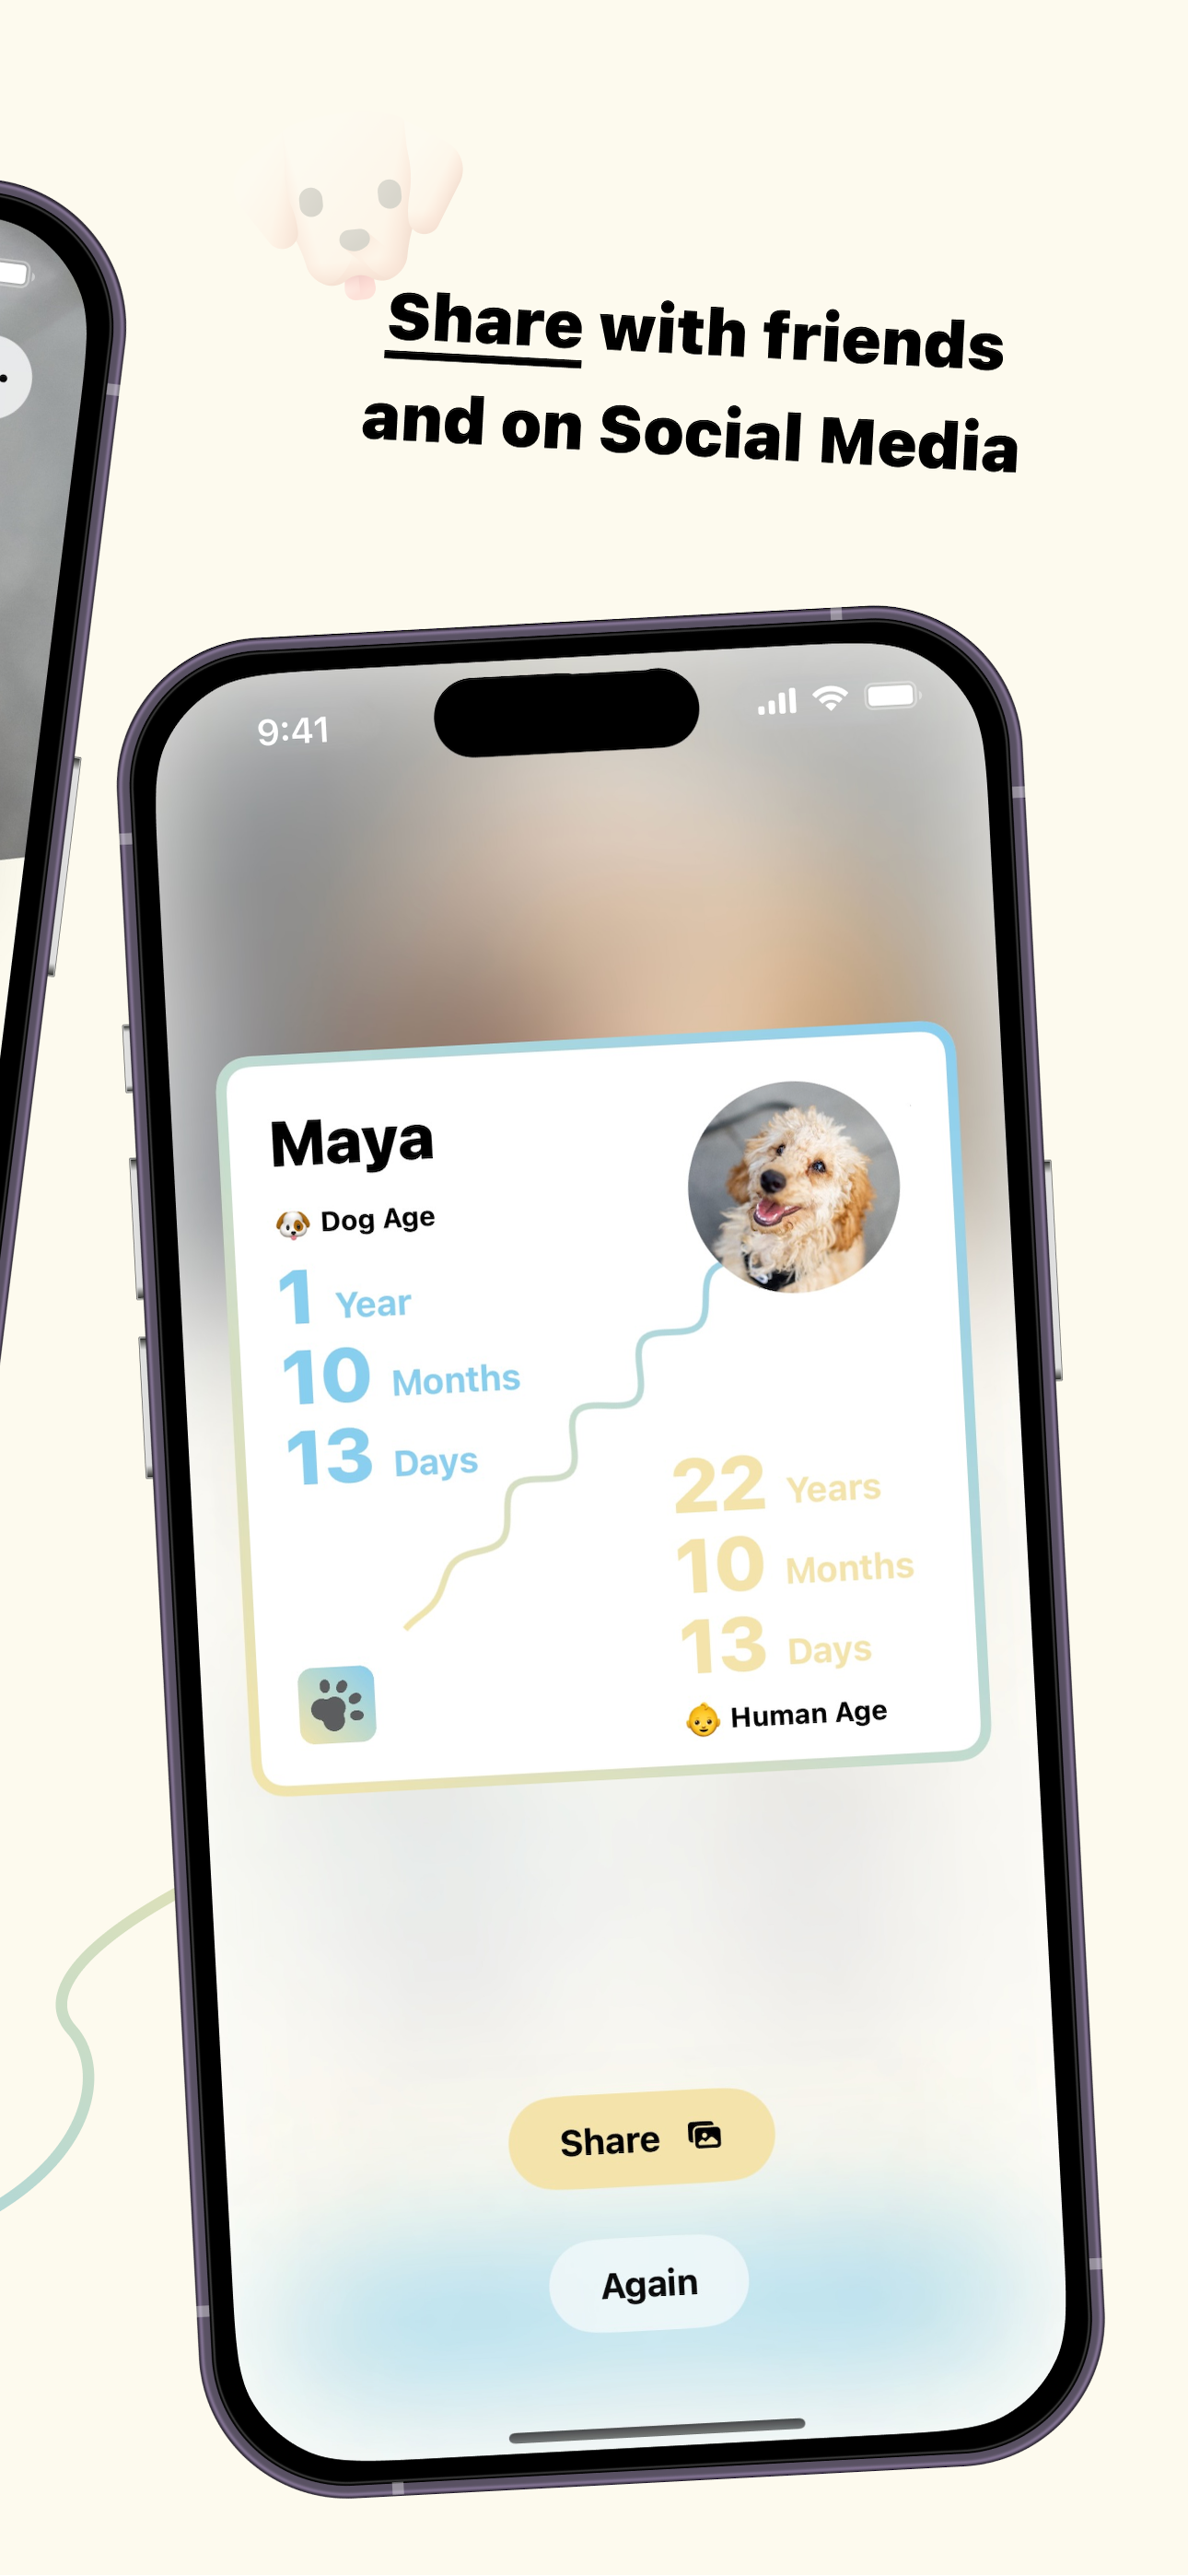 Share with friends
and on Social Media
9:41
Maya
Dog Age
1 Year
10 Months
13 Days
22 Years
10 Months
13 Days
Human Age
Share
Again